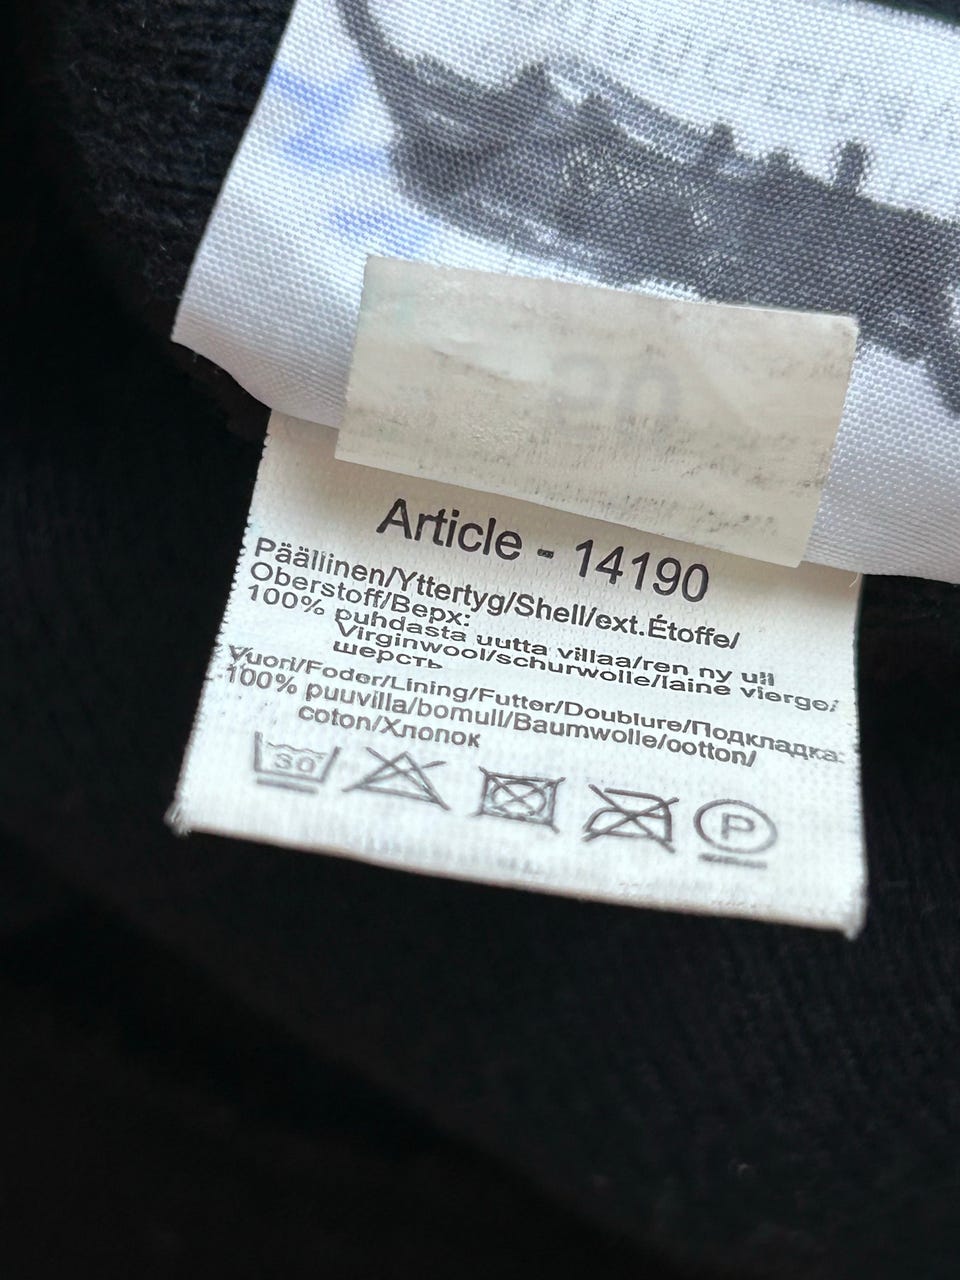 Article - 14190
Päällinen/Yttertyg/Shell/ext.Étoffe/
Oberstoff/Верх:
100% puhdasta uutta villaa/ren ny ull
Virginwool/schurwolle/laine vierge/
шерсть
Vuori/Foder/Lining/Futter/Doublure/Подкладка:
100% puuvilla/bomull/Baumwolle/cotton/
coton/Хлопок
30
P